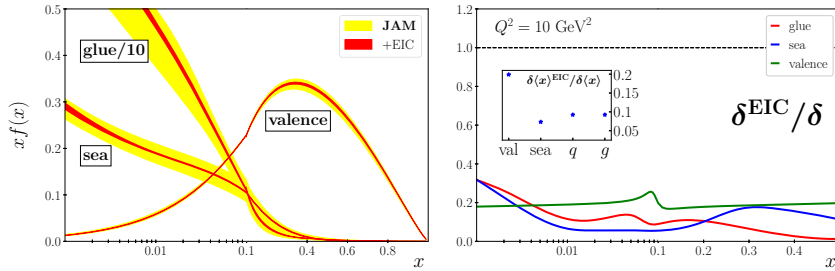 0.5
0.4
0.3
0.2
0.1
0.0
xf(x)
glue/10
sea
valence
JAM
+EIC
0.01
0.1
0.2
0.4
0.6
0.8
x
1.2
1.0
0.8
0.6
0.4
0.2
0.0
Q² = 10 GeV²
glue
sea
valence
δ⟨x⟩ᴱᴵᶜ/δ⟨x⟩
0.2
0.1
0.05
val sea q g
δᴱᴵᶜ/δ
0.01
0.1
0.2
0.3
0.4
0.5
x